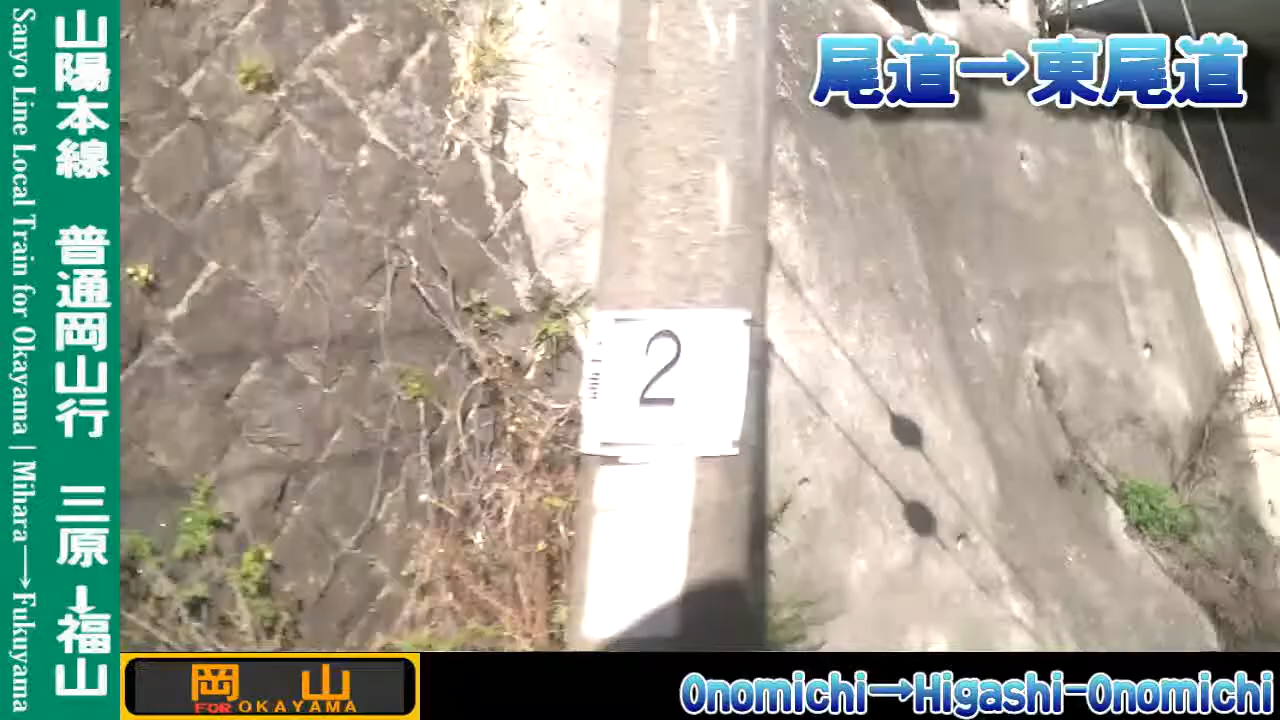 山陽本線 普通岡山行 三原➡福山
Sanyo Line Local Train for Okayama | Mihara→Fukuyama
尾道→東尾道
2
岡山
FOR OKAYAMA
Onomichi→Higashi-Onomichi